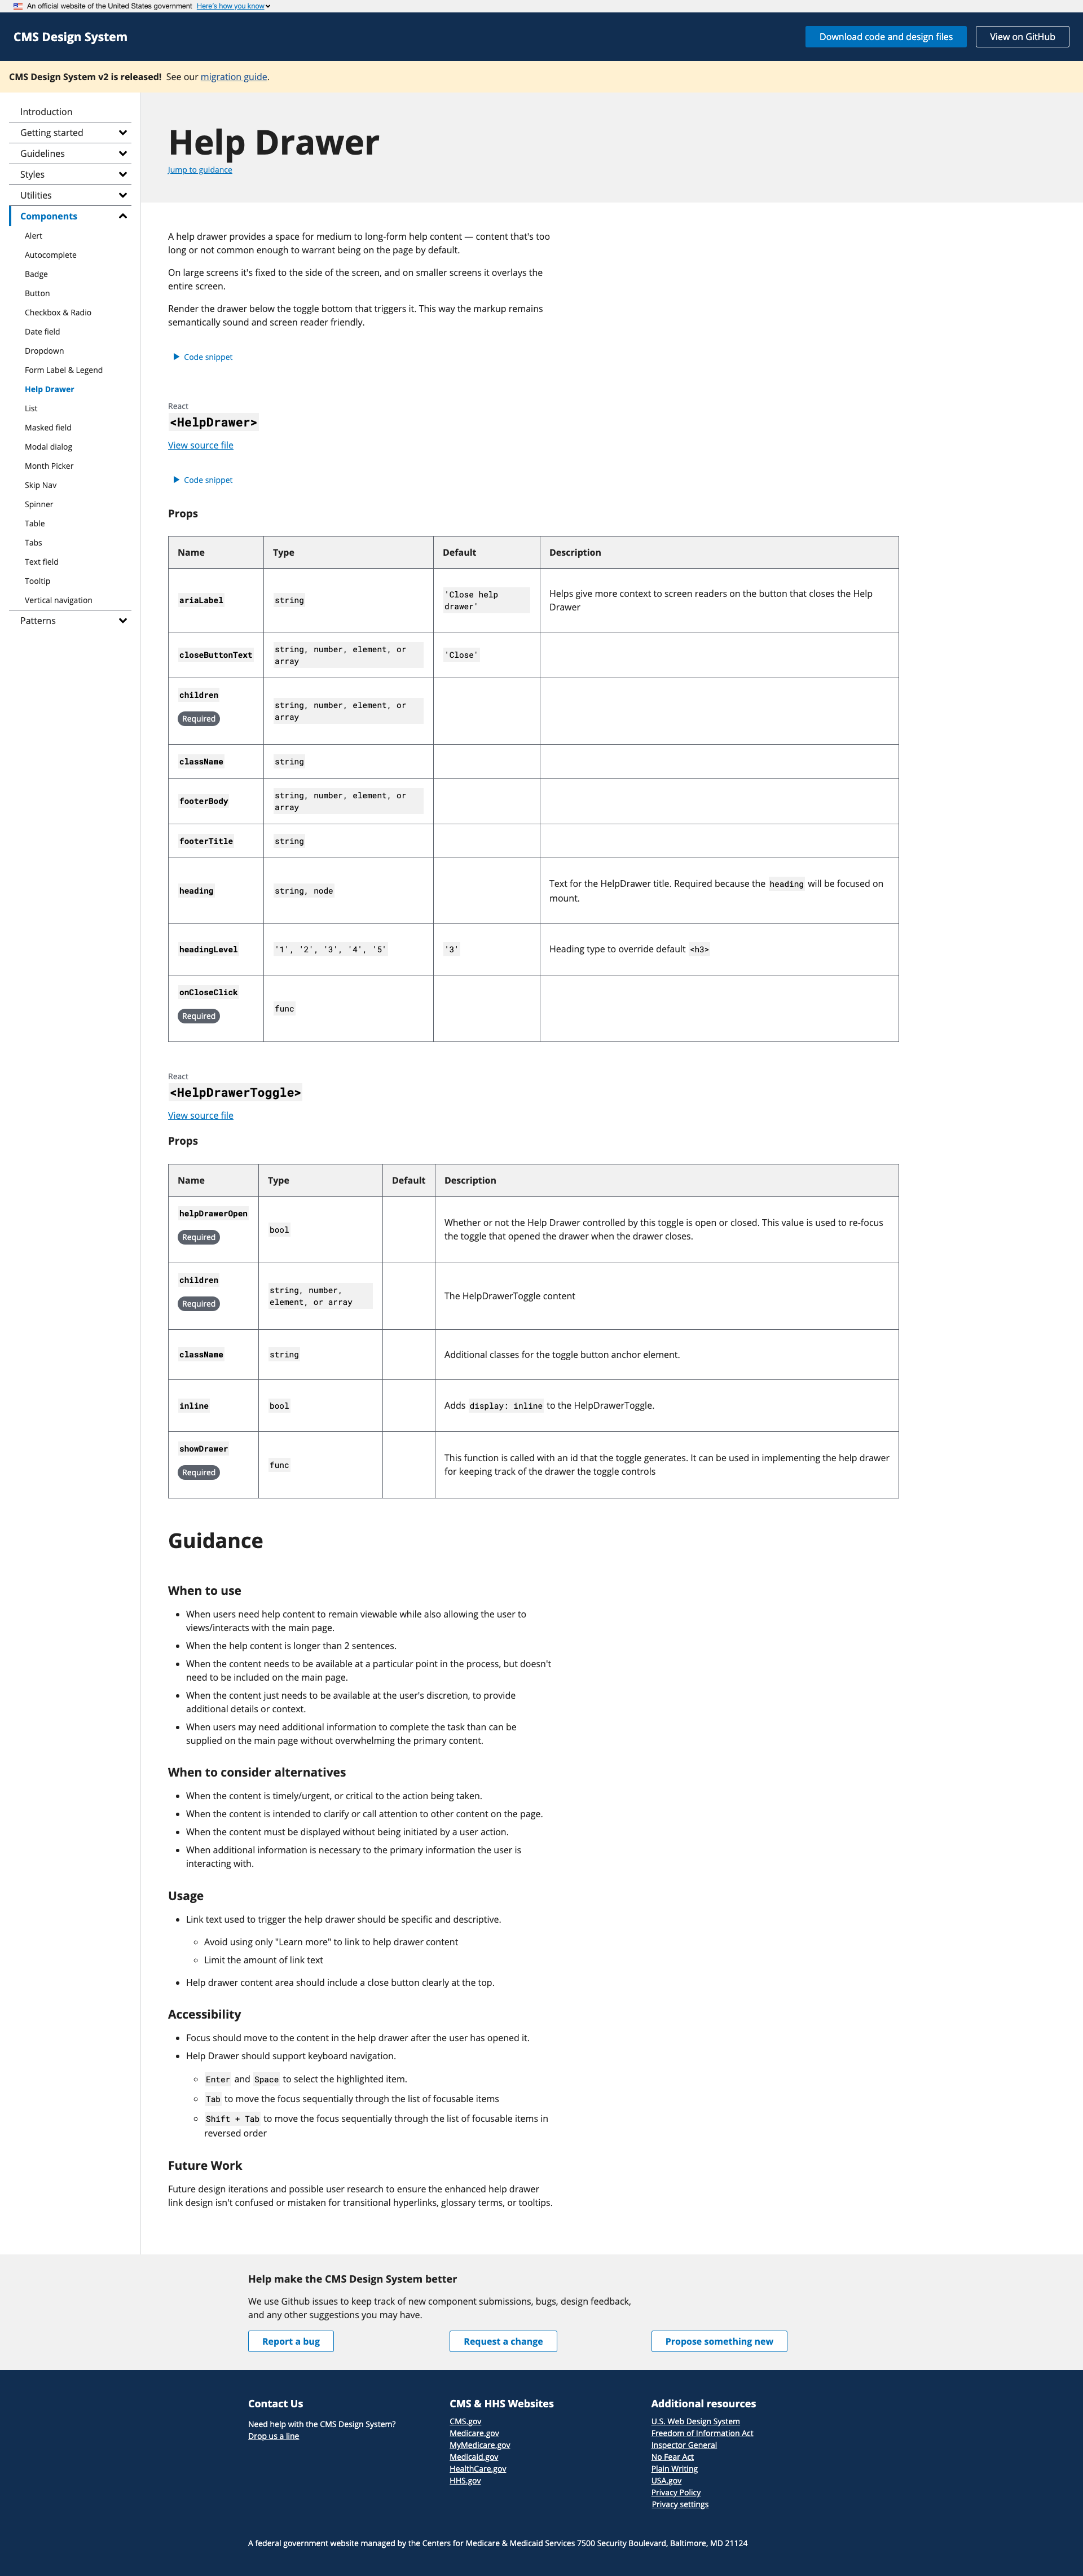 An official website of the United States government Here's how you know
CMS Design System
Download code and design files
View on GitHub
CMS Design System v2 is released! See our migration guide.
Introduction
Getting started
Guidelines
Styles
Utilities
Components
Alert
Autocomplete
Badge
Button
Checkbox & Radio
Date field
Dropdown
Form Label & Legend
Help Drawer
List
Masked field
Modal dialog
Month Picker
Skip Nav
Spinner
Table
Tabs
Text field
Tooltip
Vertical navigation
Patterns
Help Drawer
Jump to guidance
A help drawer provides a space for medium to long-form help content — content that's too
long or not common enough to warrant being on the page by default.
On large screens it's fixed to the side of the screen, and on smaller screens it overlays the
entire screen.
Render the drawer below the toggle bottom that triggers it. This way the markup remains
semantically sound and screen reader friendly.
Code snippet
React
<HelpDrawer>
View source file
Code snippet
Props
Name Type Default Description
ariaLabel string 'Close help
drawer' Helps give more context to screen readers on the button that closes the Help
Drawer
closeButtonText string, number, element, or
array 'Close'
children
Required string, number, element, or
array
className string
footerBody string, number, element, or
array
footerTitle string
heading string, node Text for the HelpDrawer title. Required because the heading will be focused on
mount.
headingLevel '1', '2', '3', '4', '5' '3' Heading type to override default <h3>
onCloseClick
Required func
React
<HelpDrawerToggle>
View source file
Props
Name Type Default Description
helpDrawerOpen
Required bool Whether or not the Help Drawer controlled by this toggle is open or closed. This value is used to re-focus
the toggle that opened the drawer when the drawer closes.
children
Required string, number,
element, or array The HelpDrawerToggle content
className string Additional classes for the toggle button anchor element.
inline bool Adds display: inline to the HelpDrawerToggle.
showDrawer
Required func This function is called with an id that the toggle generates. It can be used in implementing the help drawer
for keeping track of the drawer the toggle controls
Guidance
When to use
When users need help content to remain viewable while also allowing the user to
views/interacts with the main page.
When the help content is longer than 2 sentences.
When the content needs to be available at a particular point in the process, but doesn't
need to be included on the main page.
When the content just needs to be available at the user's discretion, to provide
additional details or context.
When users may need additional information to complete the task than can be
supplied on the main page without overwhelming the primary content.
When to consider alternatives
When the content is timely/urgent, or critical to the action being taken.
When the content is intended to clarify or call attention to other content on the page.
When the content must be displayed without being initiated by a user action.
When additional information is necessary to the primary information the user is
interacting with.
Usage
Link text used to trigger the help drawer should be specific and descriptive.
Avoid using only "Learn more" to link to help drawer content
Limit the amount of link text
Help drawer content area should include a close button clearly at the top.
Accessibility
Focus should move to the content in the help drawer after the user has opened it.
Help Drawer should support keyboard navigation.
Enter and Space to select the highlighted item.
Tab to move the focus sequentially through the list of focusable items
Shift + Tab to move the focus sequentially through the list of focusable items in
reversed order
Future Work
Future design iterations and possible user research to ensure the enhanced help drawer
link design isn't confused or mistaken for transitional hyperlinks, glossary terms, or tooltips.
Help make the CMS Design System better
We use Github issues to keep track of new component submissions, bugs, design feedback,
and any other suggestions you may have.
Report a bug
Request a change
Propose something new
Contact Us
Need help with the CMS Design System?
Drop us a line
CMS & HHS Websites
CMS.gov
Medicare.gov
MyMedicare.gov
Medicaid.gov
HealthCare.gov
HHS.gov
Additional resources
U.S. Web Design System
Freedom of Information Act
Inspector General
No Fear Act
Plain Writing
USA.gov
Privacy Policy
Privacy settings
A federal government website managed by the Centers for Medicare & Medicaid Services 7500 Security Boulevard, Baltimore, MD 21124